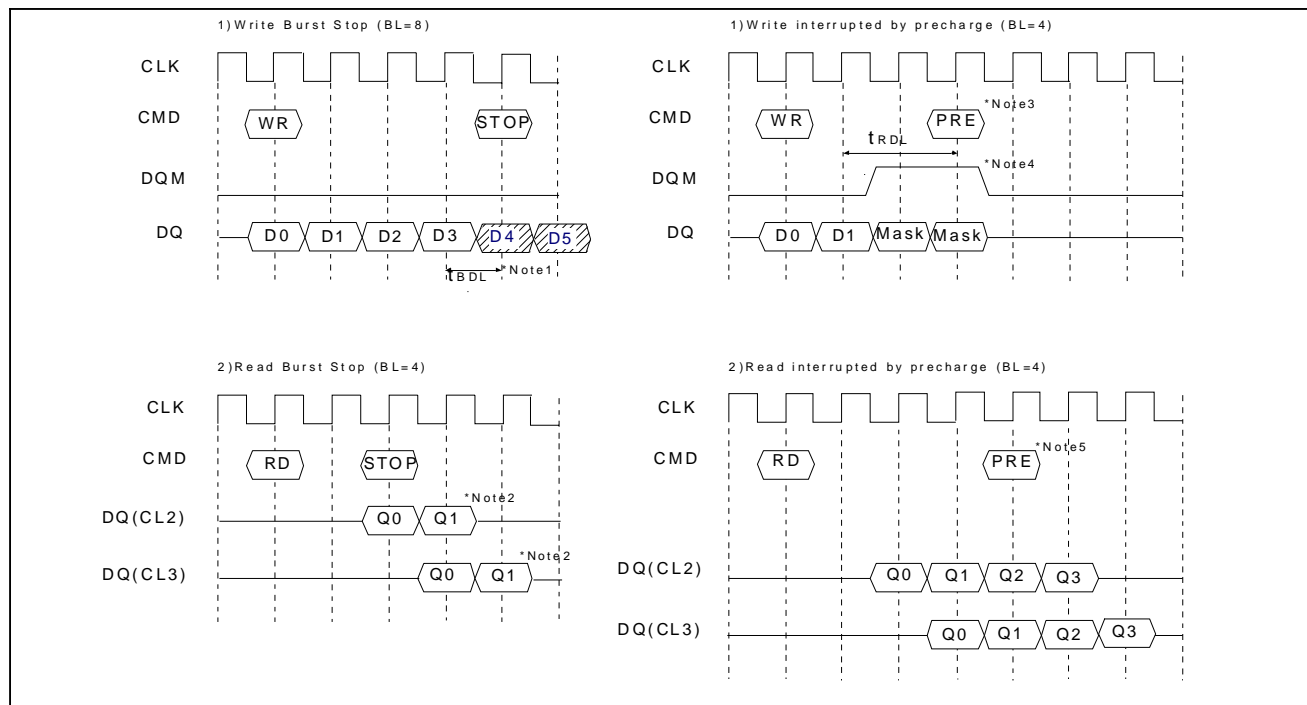 1)Write Burst Stop (BL=8)
CLK
CMD
WR
STOP
DQM
DQ
D0 D1 D2 D3 D4 D5
tBDL *Note1
1)Write interrupted by precharge (BL=4)
CLK
CMD
WR
PRE *Note3
tRDL
DQM
*Note4
DQ
D0 D1 Mask Mask
2)Read Burst Stop (BL=4)
CLK
CMD
RD
STOP
DQ(CL2)
Q0 Q1 *Note2
DQ(CL3)
Q0 Q1 *Note2
2)Read interrupted by precharge (BL=4)
CLK
CMD
RD
PRE *Note5
DQ(CL2)
Q0 Q1 Q2 Q3
DQ(CL3)
Q0 Q1 Q2 Q3